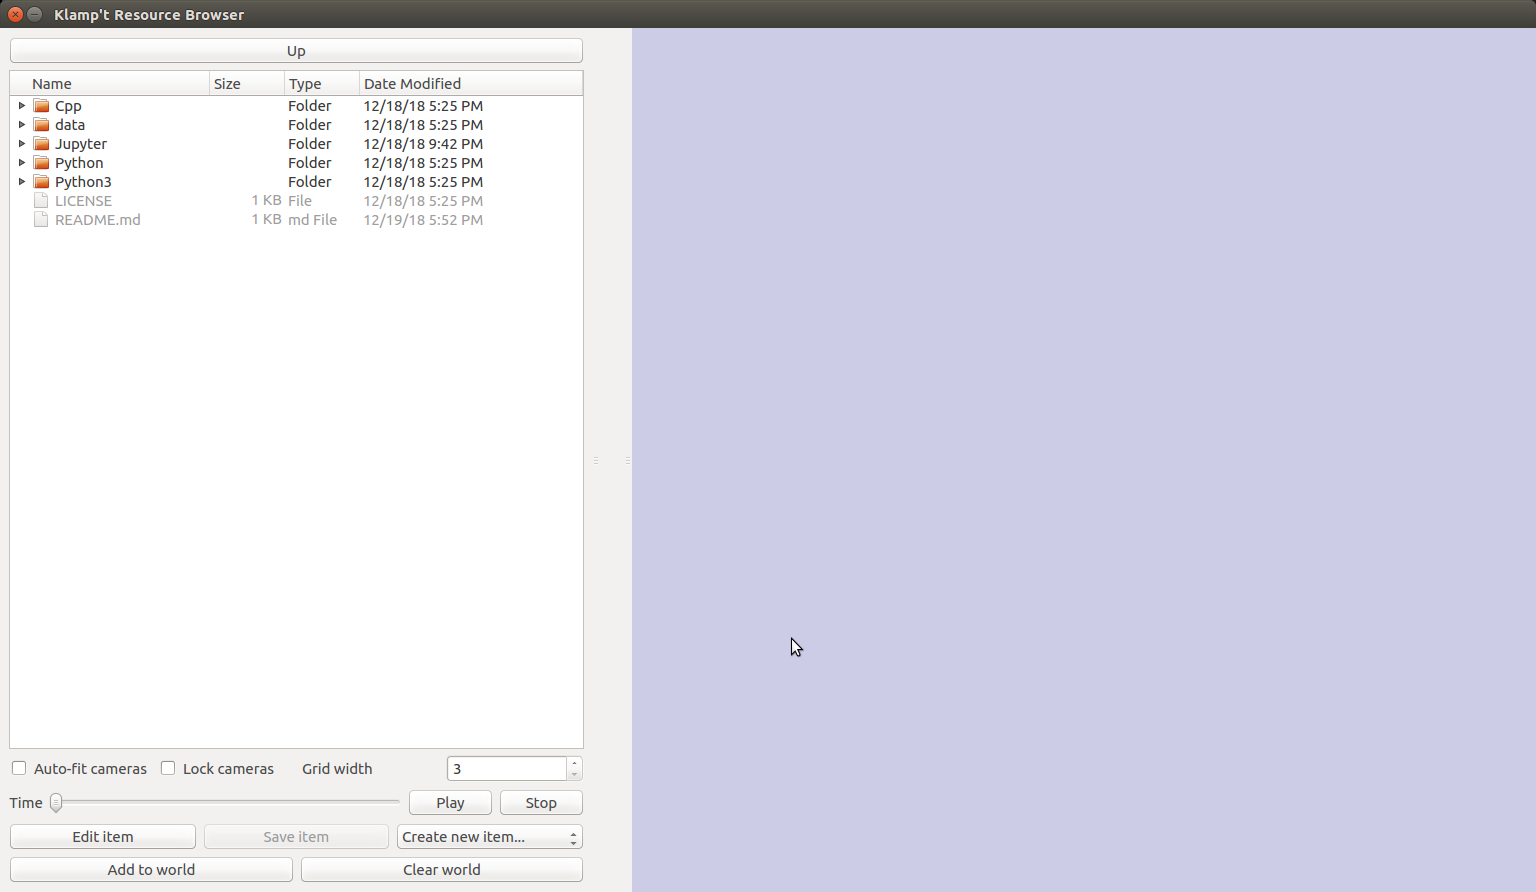 Klamp't Resource Browser
Up
Name Size Type Date Modified
Cpp Folder 12/18/18 5:25 PM
data Folder 12/18/18 5:25 PM
Jupyter Folder 12/18/18 9:42 PM
Python Folder 12/18/18 5:25 PM
Python3 Folder 12/18/18 5:25 PM
LICENSE 1 KB File 12/18/18 5:25 PM
README.md 1 KB md File 12/19/18 5:52 PM
Auto-fit cameras Lock cameras Grid width 3
Time Play Stop
Edit item Save item Create new item...
Add to world Clear world